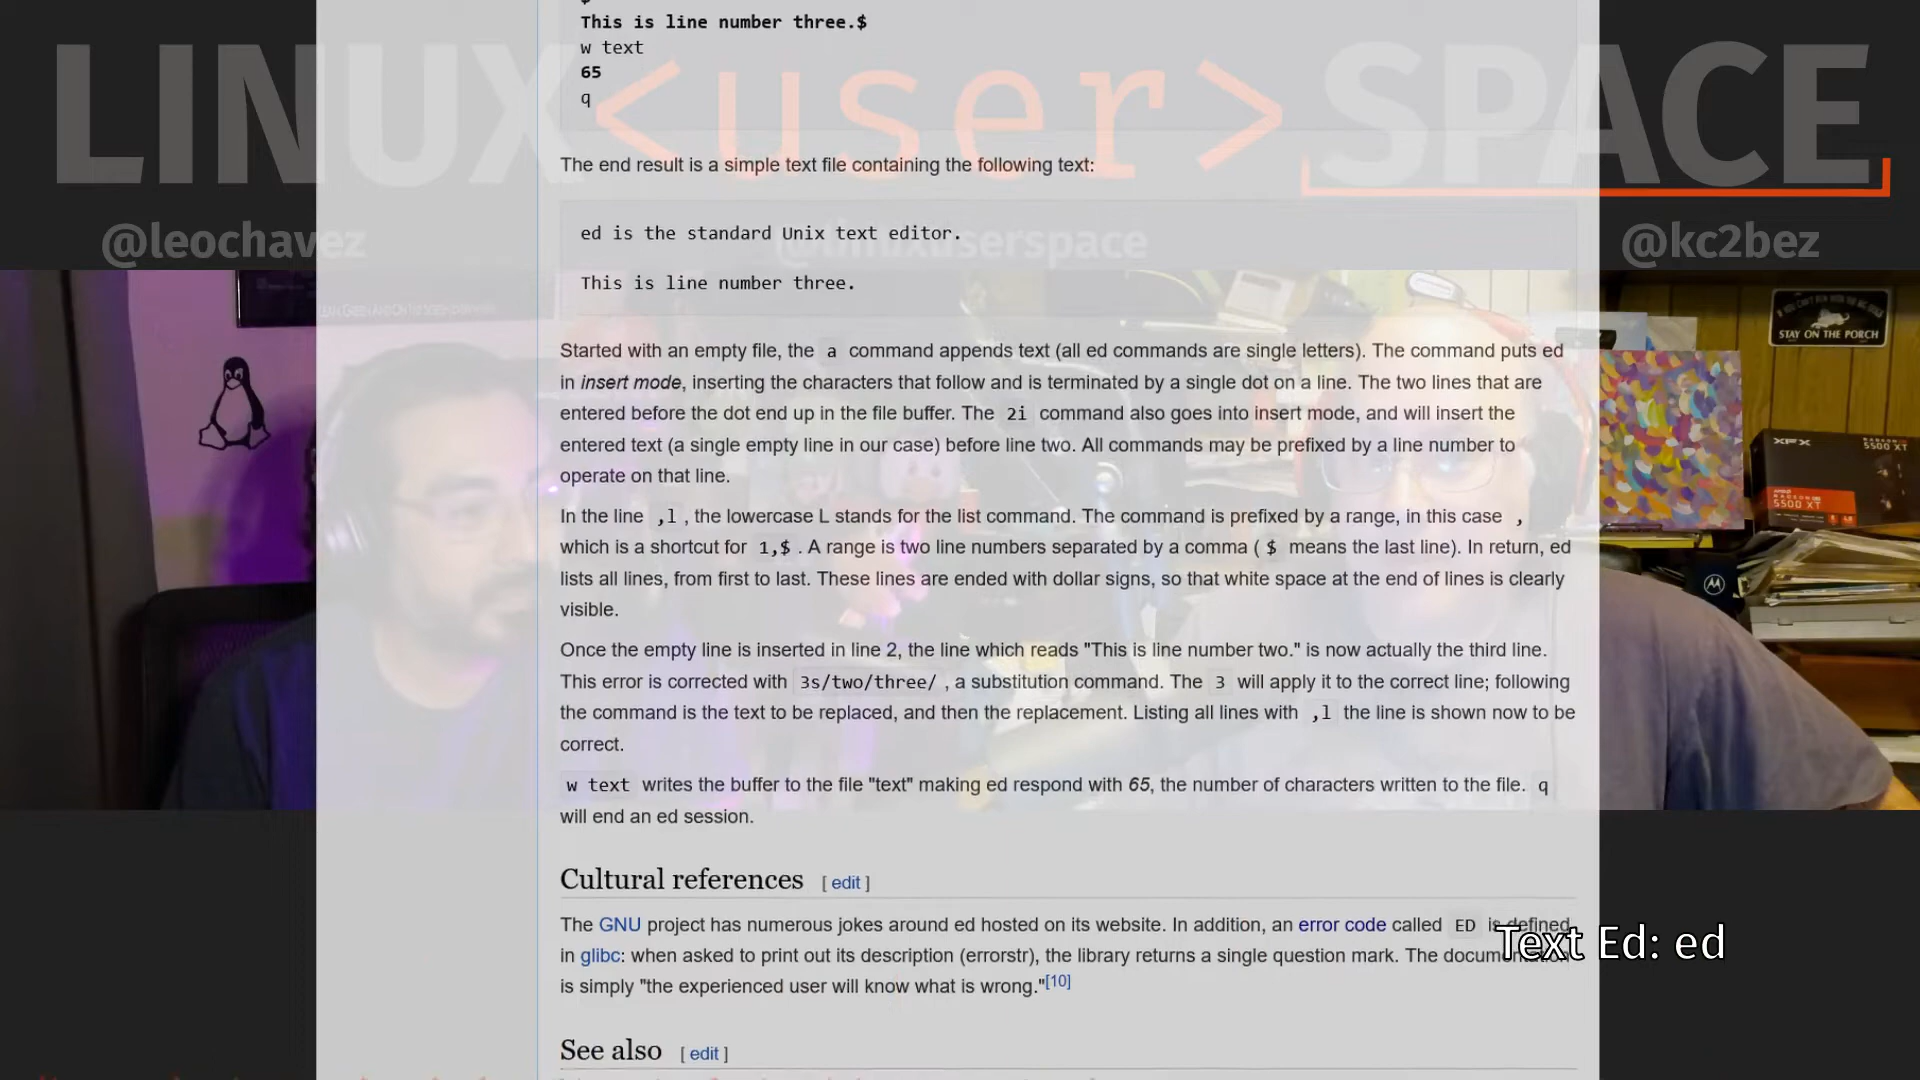 This is line number three.$
w text
65
q
LINUX<user>SPACE
The end result is a simple text file containing the following text:
@leochavez
@linuxuserspace
@kc2bez
ed is the standard Unix text editor.
This is line number three.
STAY ON THE PORCH
Started with an empty file, the a command appends text (all ed commands are single letters). The command puts ed
in insert mode, inserting the characters that follow and is terminated by a single dot on a line. The two lines that are
entered before the dot end up in the file buffer. The 2i command also goes into insert mode, and will insert the
entered text (a single empty line in our case) before line two. All commands may be prefixed by a line number to
operate on that line.
XFX
5500 XT
RADEON
5500 XT
In the line ,l , the lowercase L stands for the list command. The command is prefixed by a range, in this case ,
which is a shortcut for 1,$ . A range is two line numbers separated by a comma ( $ means the last line). In return, ed
lists all lines, from first to last. These lines are ended with dollar signs, so that white space at the end of lines is clearly
visible.
Once the empty line is inserted in line 2, the line which reads "This is line number two." is now actually the third line.
This error is corrected with 3s/two/three/ , a substitution command. The 3 will apply it to the correct line; following
the command is the text to be replaced, and then the replacement. Listing all lines with ,l the line is shown now to be
correct.
w text writes the buffer to the file "text" making ed respond with 65, the number of characters written to the file. q
will end an ed session.
Cultural references [ edit ]
The GNU project has numerous jokes around ed hosted on its website. In addition, an error code called ED is defined
in glibc: when asked to print out its description (errorstr), the library returns a single question mark. The documentation
is simply "the experienced user will know what is wrong."[10]
Text Ed: ed
See also [ edit ]